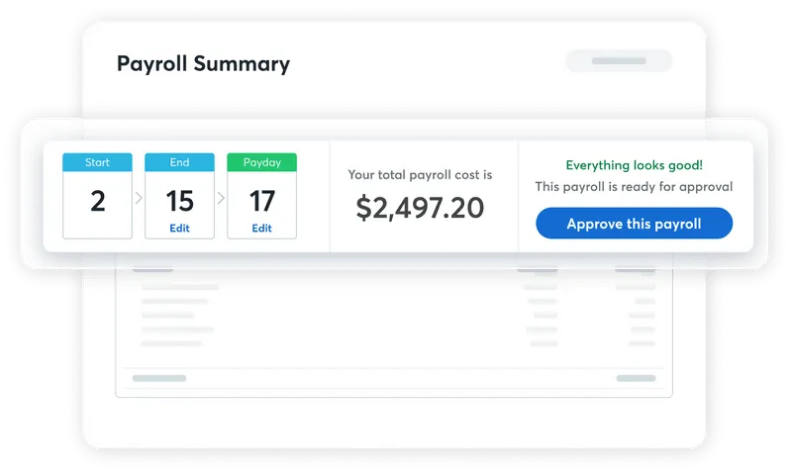 Payroll Summary
Start
2
End
15
Edit
Payday
17
Edit
Your total payroll cost is
$2,497.20
Everything looks good!
This payroll is ready for approval
Approve this payroll